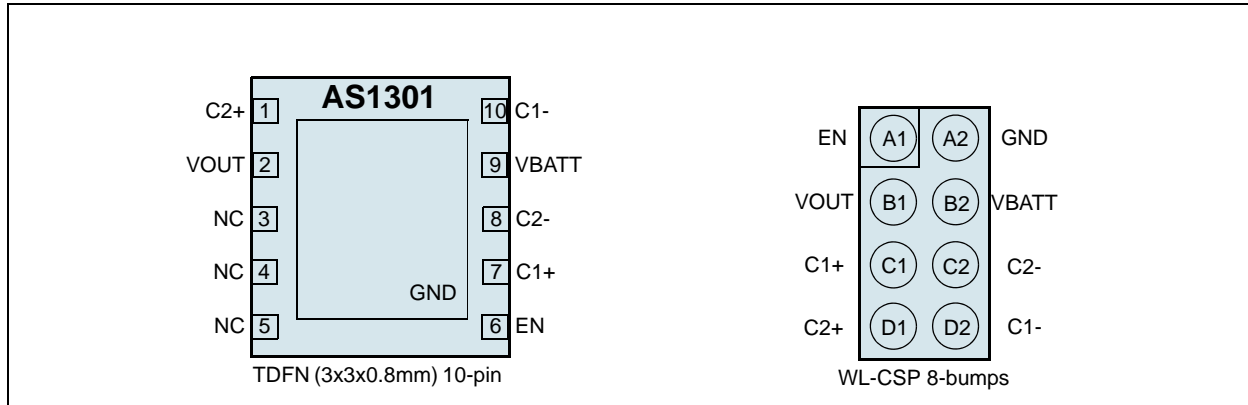 AS1301
C2+ 1
10 C1-
VOUT 2
9 VBATT
NC 3
8 C2-
NC 4
7 C1+
GND
NC 5
6 EN
TDFN (3x3x0.8mm) 10-pin
EN A1 A2 GND
VOUT B1 B2 VBATT
C1+ C1 C2 C2-
C2+ D1 D2 C1-
WL-CSP 8-bumps